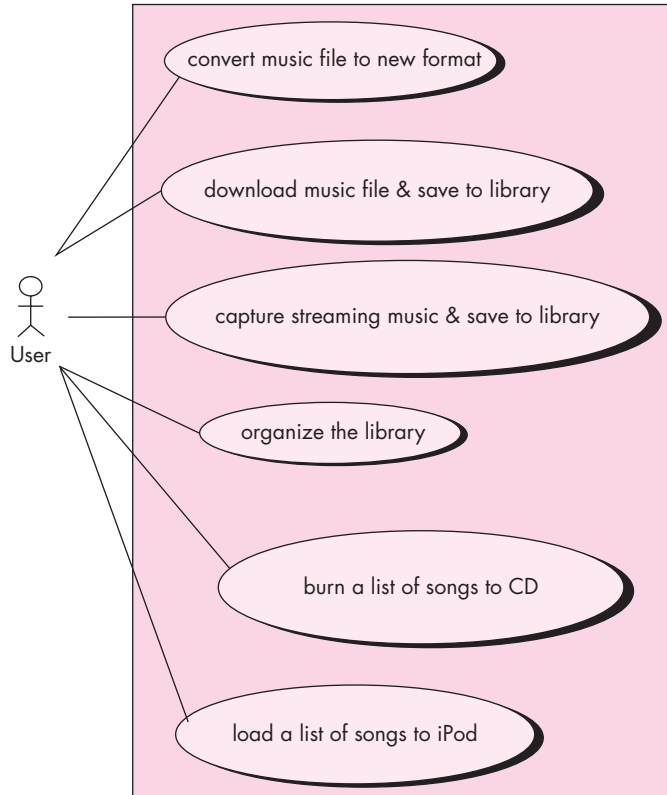 convert music file to new format
download music file & save to library
capture streaming music & save to library
User
organize the library
burn a list of songs to CD
load a list of songs to iPod